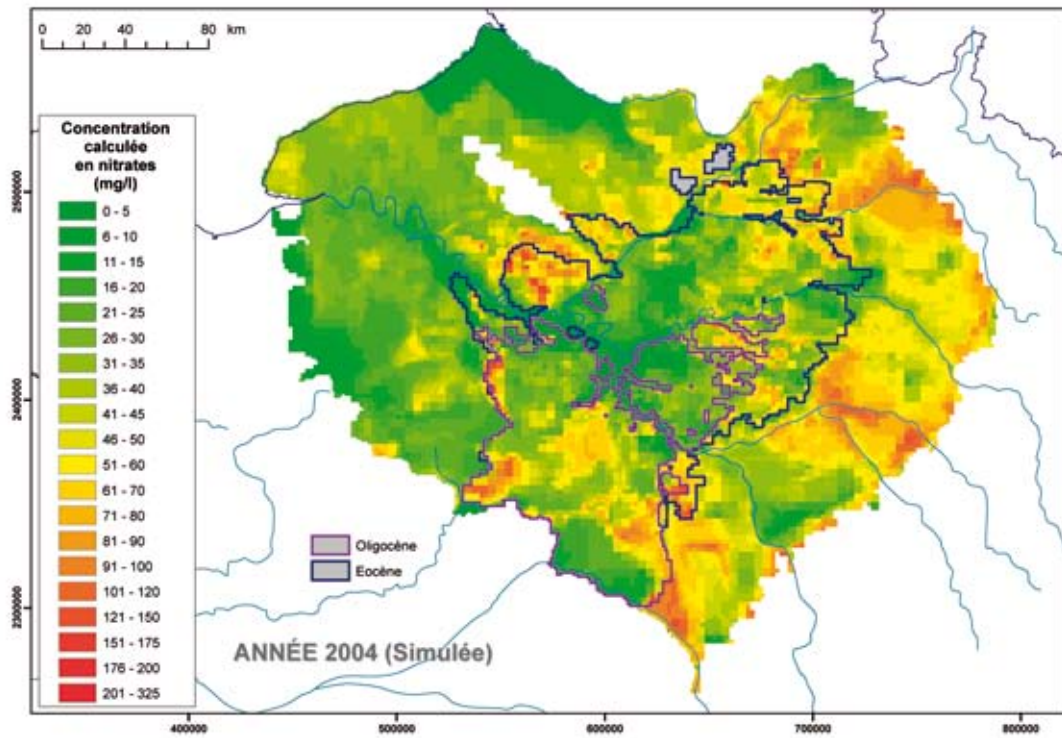 0 20 40 80 km
Concentration
calculée
en nitrates
(mg/l)
0 - 5
6 - 10
11 - 15
16 - 20
21 - 25
26 - 30
31 - 35
36 - 40
41 - 45
46 - 50
51 - 60
61 - 70
71 - 80
81 - 90
91 - 100
101 - 120
121 - 150
151 - 175
176 - 200
201 - 325
Oligocène
Eocène
ANNÉE 2004 (Simulée)
2500000
2400000
2300000
400000 500000 600000 700000 800000